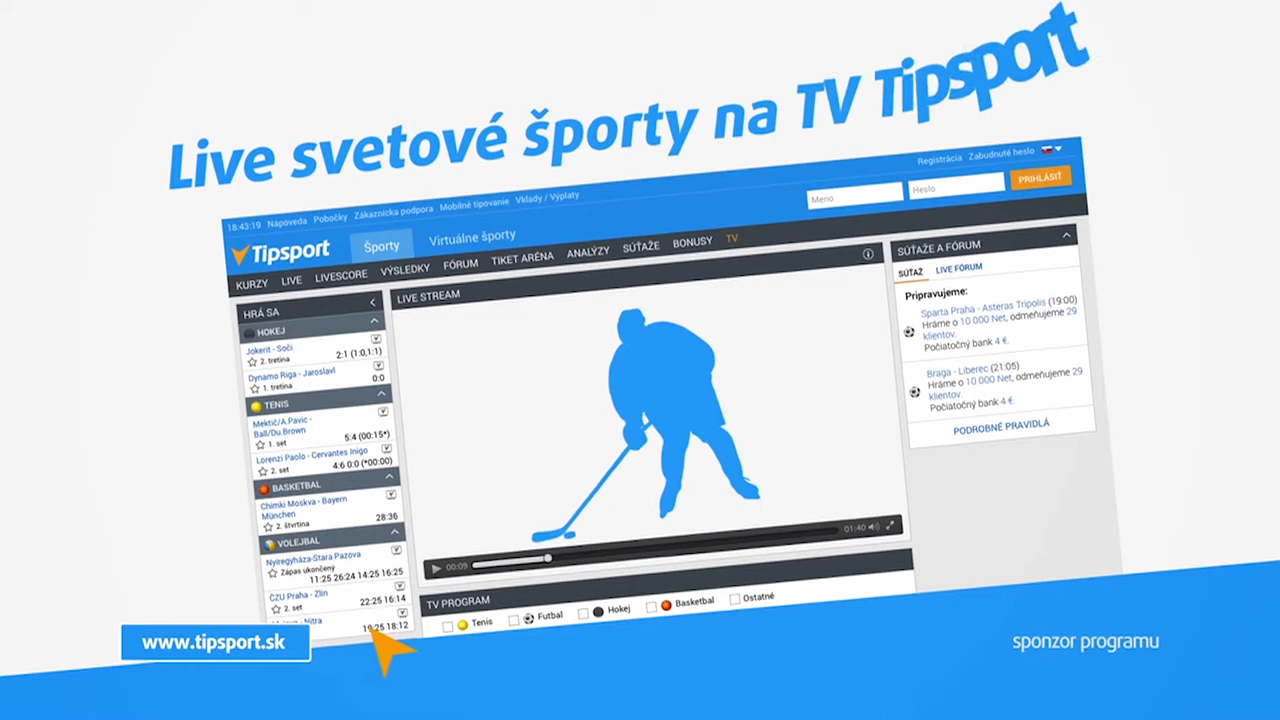 Live svetové športy na TV Tipsport
Registrácia Zabudnuté heslo
18:43:19 Nápoveda Pobočky Zákaznícka podpora Mobilné tipovanie Vklady / Výplaty
Meno Heslo PRIHLÁSIŤ
Tipsport Športy Virtuálne športy
KURZY LIVE LIVESCORE VÝSLEDKY FÓRUM TIKET ARÉNA ANALÝZY SÚŤAŽE BONUSY TV
HRÁ SA
HOKEJ
Jokerit - Soči
2. tretina 2:1 (1:0,1:1)
Dynamo Riga - Jaroslavl
1. tretina 0:0
TENIS
Mektič/A.Pavic -
Ball/Du.Brown
1. set 5:4 (00:15*)
Lorenzi Paolo - Cervantes Inigo
2. set 4:6 0:0 (*00:00)
BASKETBAL
Chimki Moskva - Bayern
München
2. štvrtina 28:36
VOLEJBAL
Nyiregyháza-Stara Pazova
Zápas ukončený
11:25 26:24 14:25 16:25
ČZU Praha - Zlín
2. set 22:25 16:14
Nitra
19:25 18:12
LIVE STREAM
00:09 01:40
TV PROGRAM
Tenis Futbal Hokej Basketbal Ostatné
SÚŤAŽE A FÓRUM
SÚŤAŽ LIVE FÓRUM
Pripravujeme:
Sparta Praha - Asteras Tripolis (19:00)
Hráme o 10 000 Net, odmeňujeme 29
klientov.
Počiatočný bank 4 €.
Braga - Liberec (21:05)
Hráme o 10 000 Net, odmeňujeme 29
klientov.
Počiatočný bank 4 €.
PODROBNÉ PRAVIDLÁ
www.tipsport.sk
sponzor programu